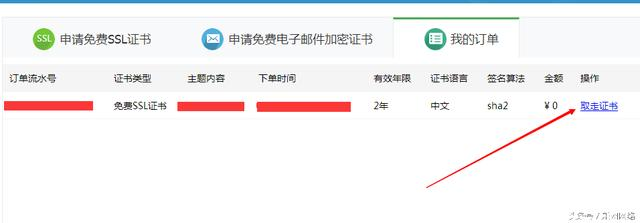 SSL 申请免费SSL证书 申请免费电子邮件加密证书 我的订单
订单流水号 证书类型 主题内容 下单时间 有效年限 证书语言 签名算法 金额 操作
免费SSL证书 2年 中文 sha2 ¥ 0 取走证书